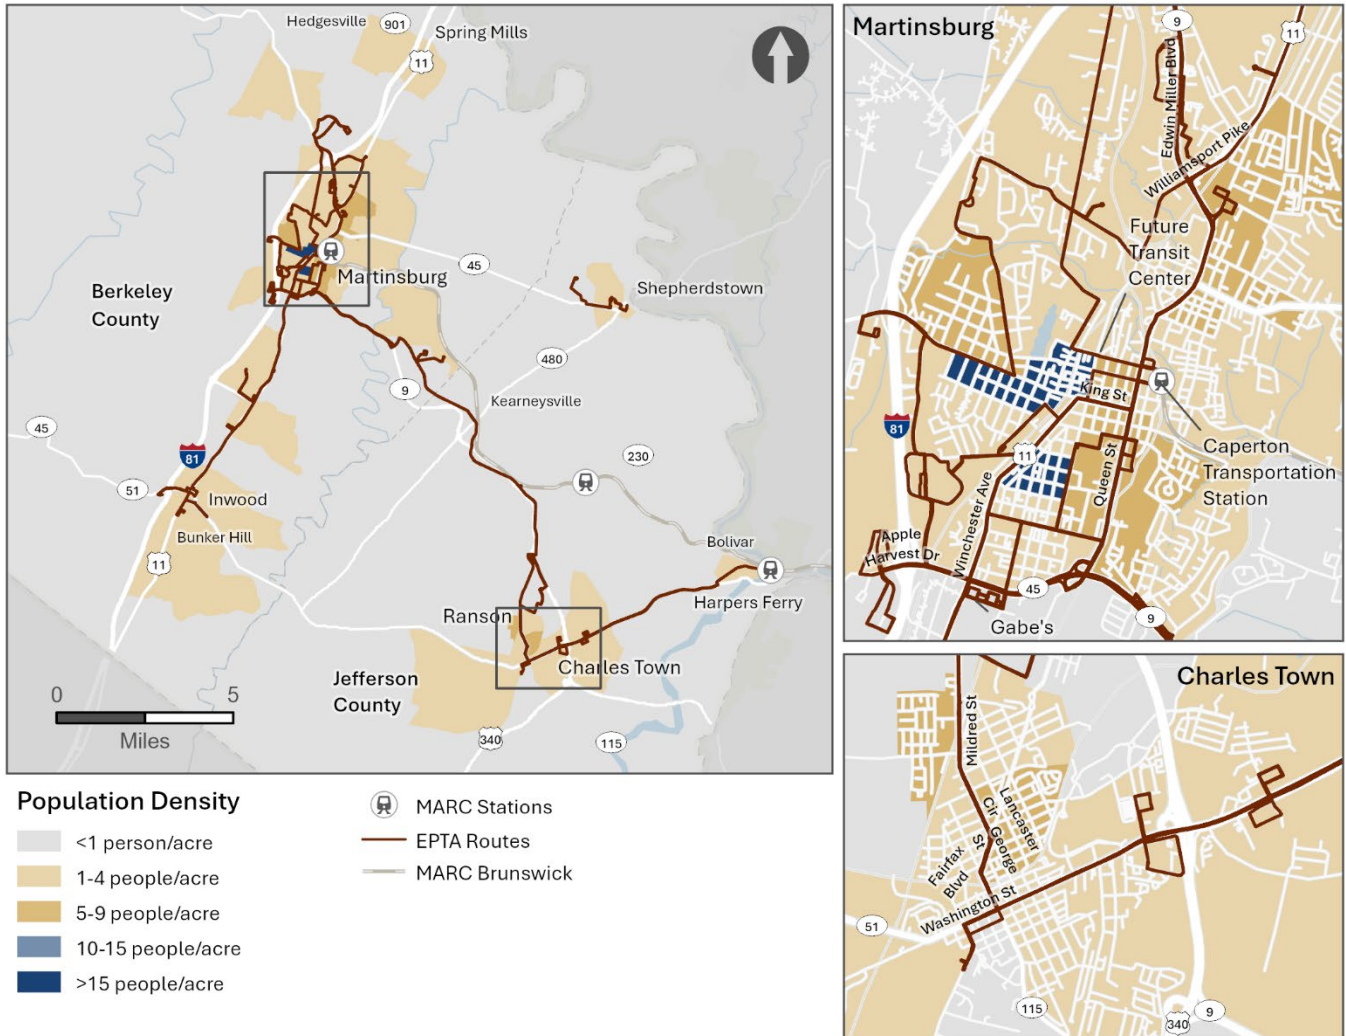 Hedgesville
901
Spring Mills
11
Berkeley
County
Martinsburg
45
Shepherdstown
480
9
Kearneysville
45
81
230
51
Inwood
Bunker Hill
11
Bolivar
Harpers Ferry
Ranson
Charles Town
Jefferson
County
0
5
Miles
340
115
Martinsburg
9
11
Edwin Miller Blvd
Williamsport Pike
Future
Transit
Center
King St
81
11
Queen St
Caperton
Transportation
Station
Winchester Ave
Apple
Harvest Dr
45
9
Gabe's
Charles Town
Mildred St
Lancaster
Cir
George
St
Fairfax
Blvd
Washington St
51
115
340
9
Population Density
<1 person/acre
1-4 people/acre
5-9 people/acre
10-15 people/acre
>15 people/acre
MARC Stations
EPTA Routes
MARC Brunswick